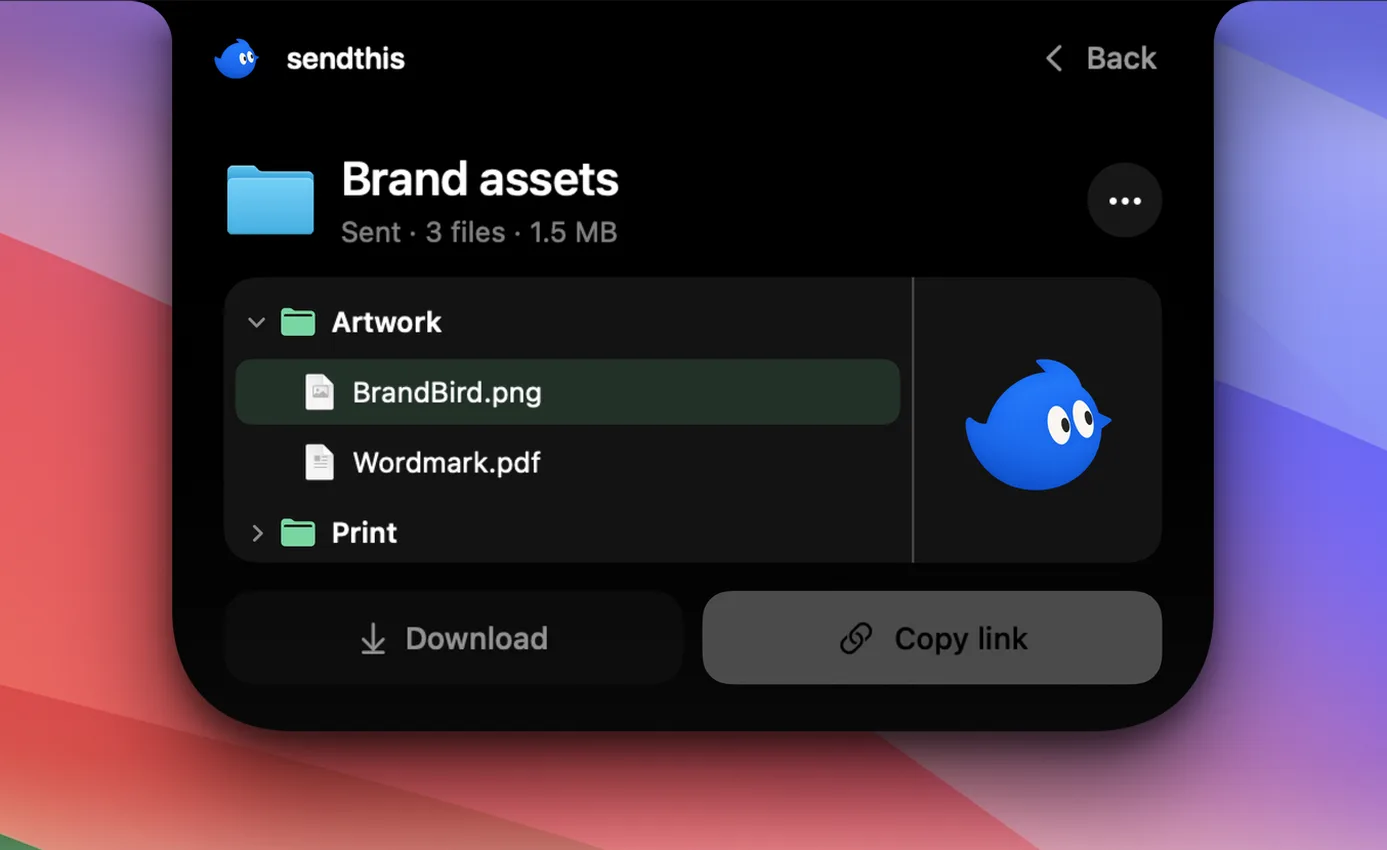 sendthis
Back
Brand assets
Sent · 3 files · 1.5 MB
Artwork
BrandBird.png
Wordmark.pdf
Print
Download
Copy link